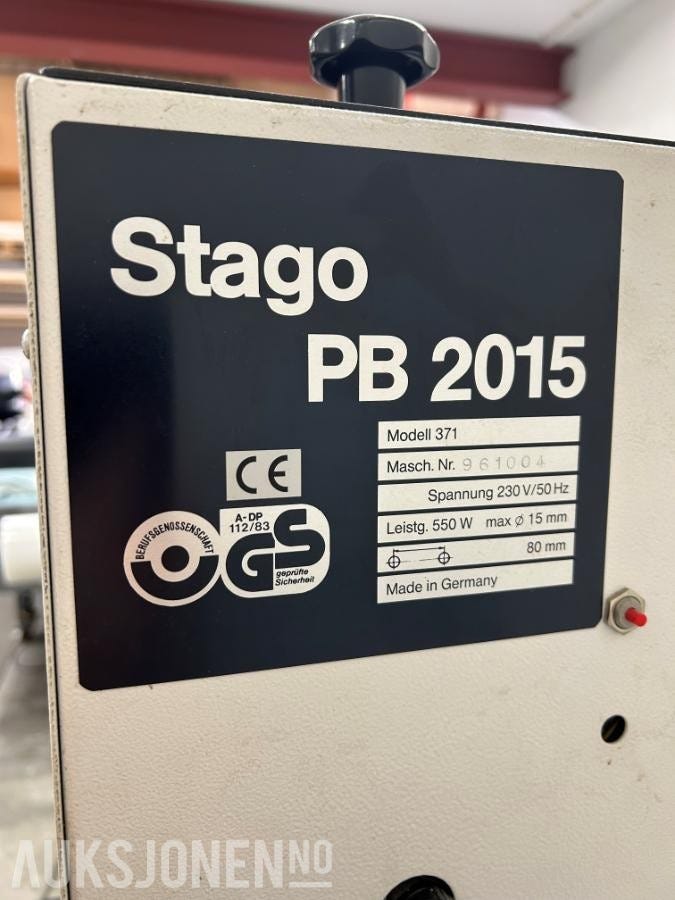 Stago
PB 2015
Modell 371
Masch. Nr. 961004
Spannung 230 V/50 Hz
Leistg. 550 W max ø 15 mm
80 mm
Made in Germany
CE
BERUFSGENOSSENSCHAFT
A-DP
112/83
GS
geprüfte
Sicherheit
AUKSJONEN.NO